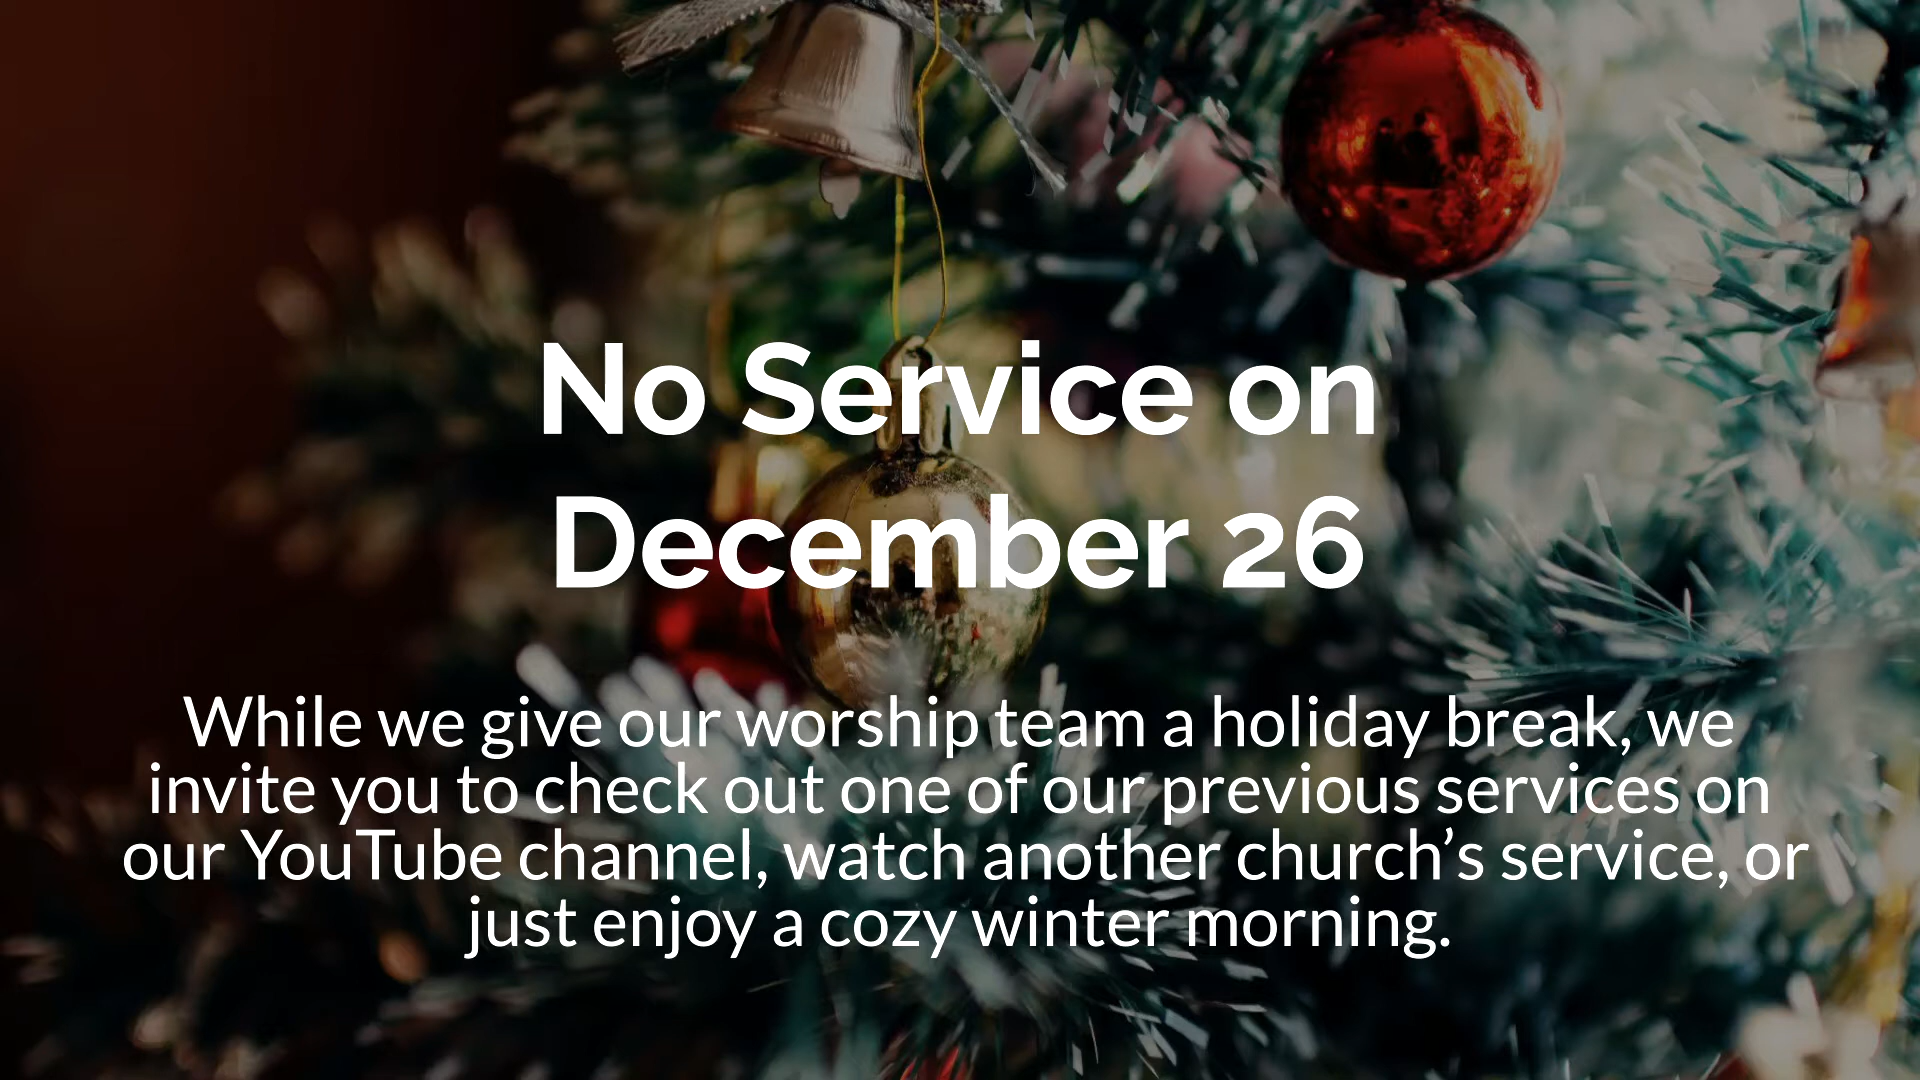 No Service on
December 26
While we give our worship team a holiday break, we
invite you to check out one of our previous services on
our YouTube channel, watch another church’s service, or
just enjoy a cozy winter morning.